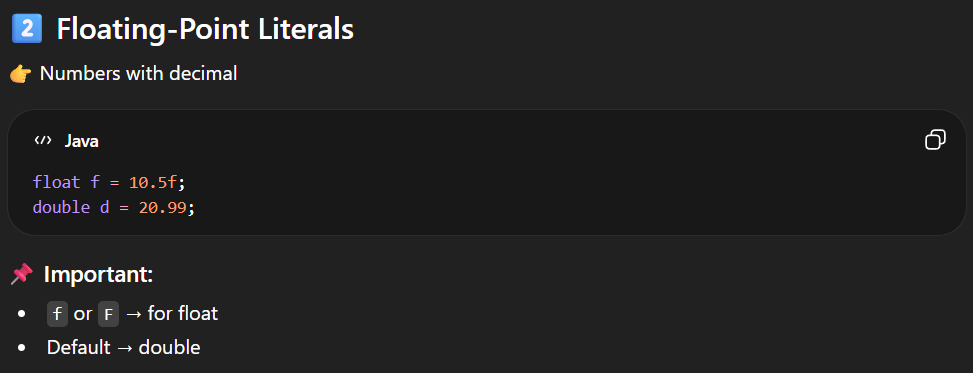 2 Floating-Point Literals
👉 Numbers with decimal
</> Java
float f = 10.5f;
double d = 20.99;
📌 Important:
• f or F → for float
• Default → double